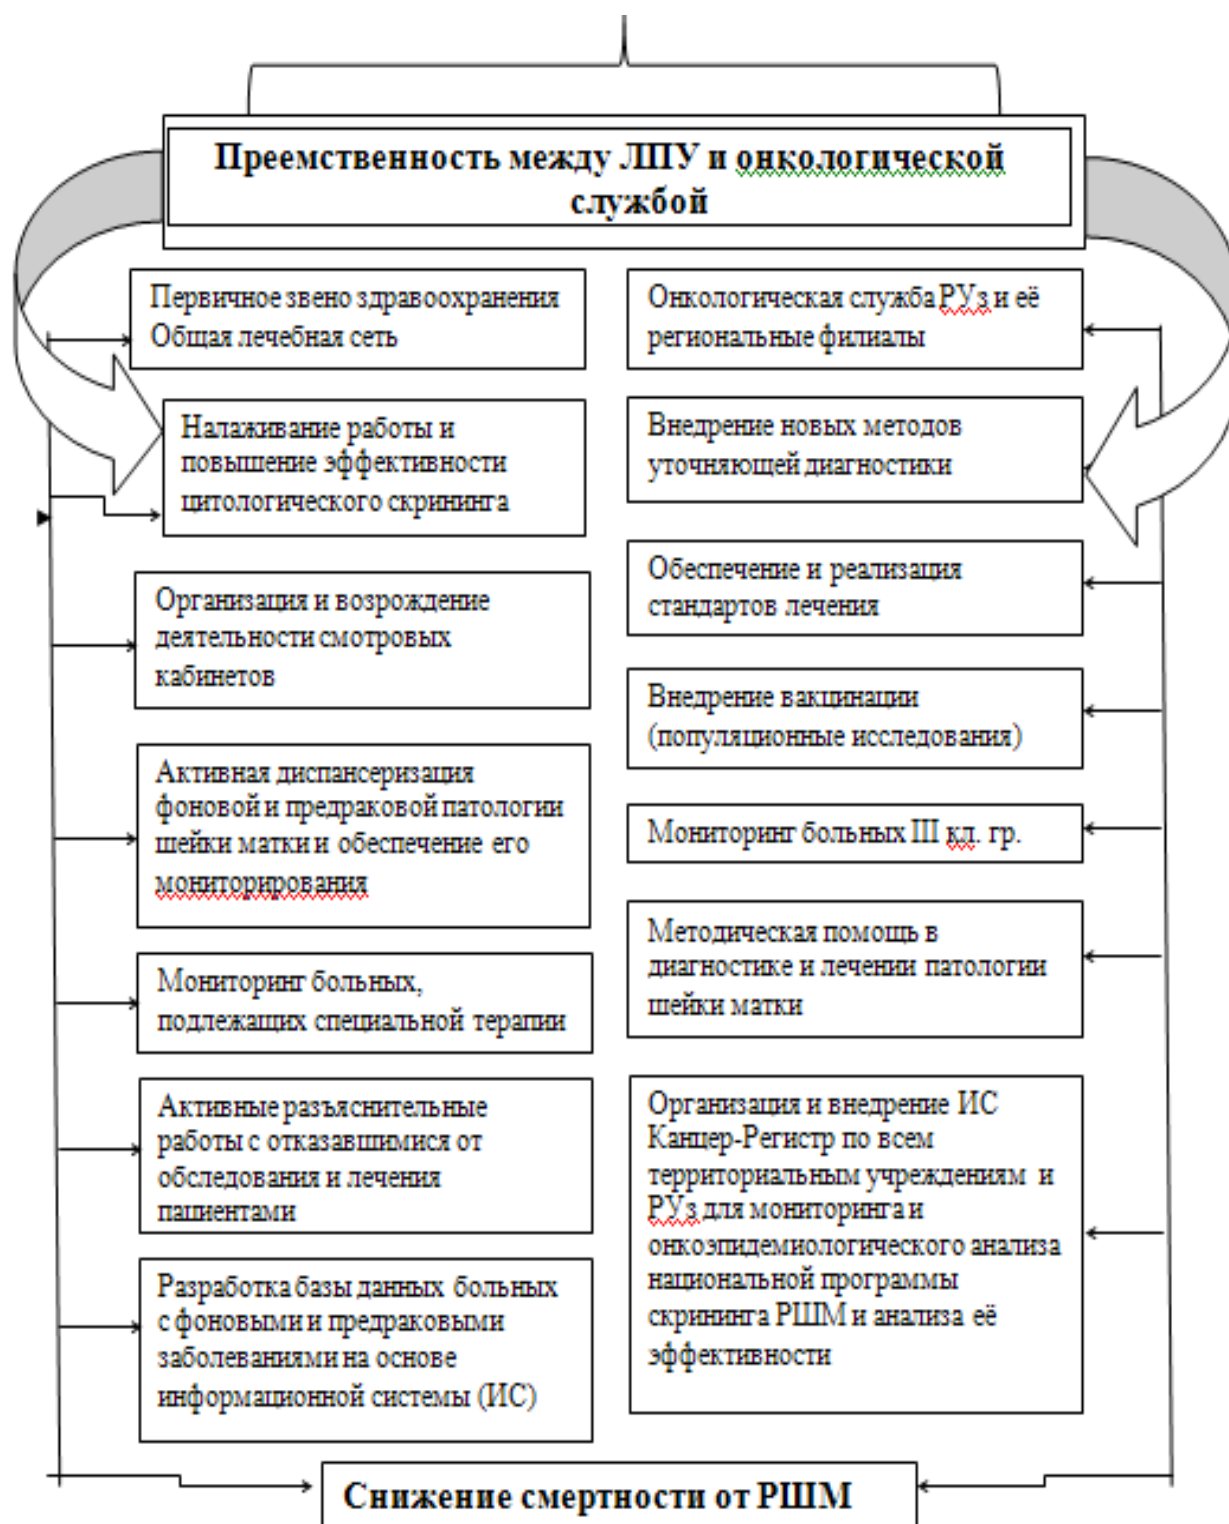 Преемственность между ЛПУ и онкологической
службой
Первичное звено здравоохранения
Общая лечебная сеть
Налаживание работы и
повышение эффективности
цитологического скрининга
Организация и возрождение
деятельности смотровых
кабинетов
Активная диспансеризация
фоновой и предраковой патологии
шейки матки и обеспечение его
мониторирования
Мониторинг больных,
подлежащих специальной терапии
Активные разъяснительные
работы с отказавшимися от
обследования и лечения
пациентами
Разработка базы данных больных
с фоновыми и предраковыми
заболеваниями на основе
информационной системы (ИС)
Онкологическая служба РУз и её
региональные филиалы
Внедрение новых методов
уточняющей диагностики
Обеспечение и реализация
стандартов лечения
Внедрение вакцинации
(популяционные исследования)
Мониторинг больных III кл. гр.
Методическая помощь в
диагностике и лечении патологии
шейки матки
Организация и внедрение ИС
Канцер-Регистр по всем
территориальным учреждениям и
РУз для мониторинга и
онкоэпидемиологического анализа
национальной программы
скрининга РШМ и анализа её
эффективности
Снижение смертности от РШМ